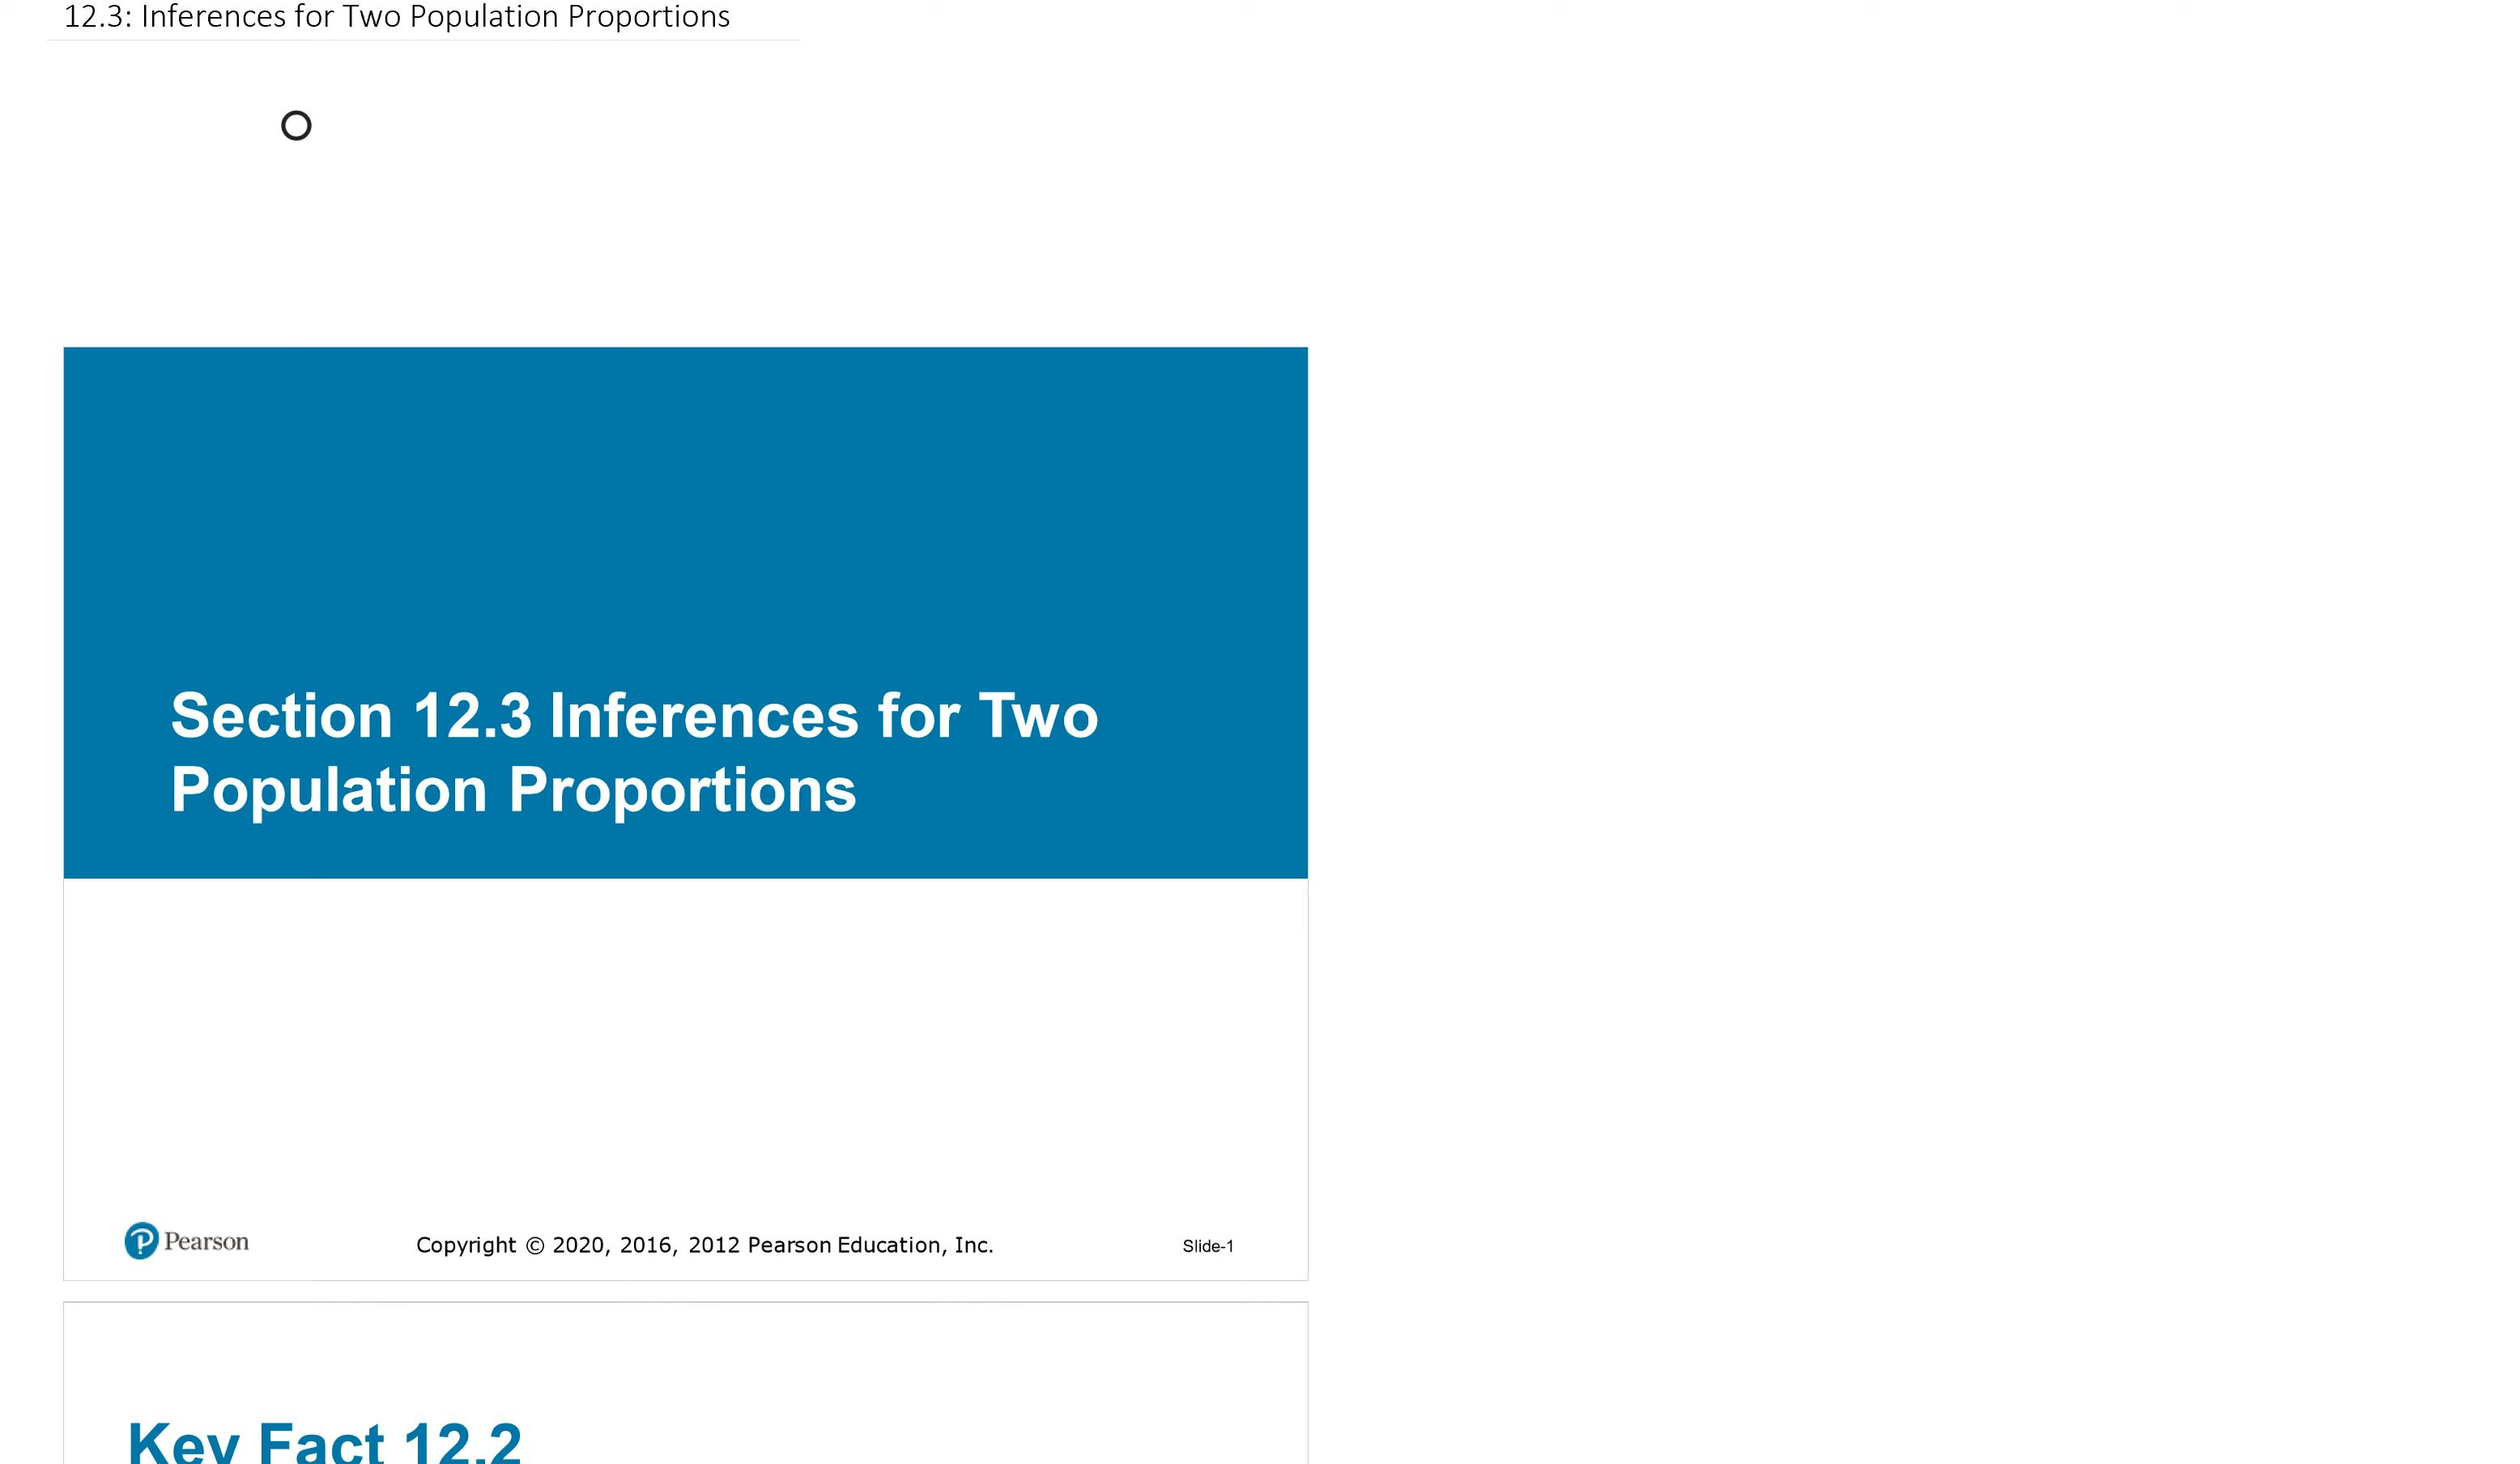 12.3: Inferences for Two Population Proportions
Section 12.3 Inferences for Two
Population Proportions
Pearson
Copyright © 2020, 2016, 2012 Pearson Education, Inc.
Slide-1
Key Fact 12.2